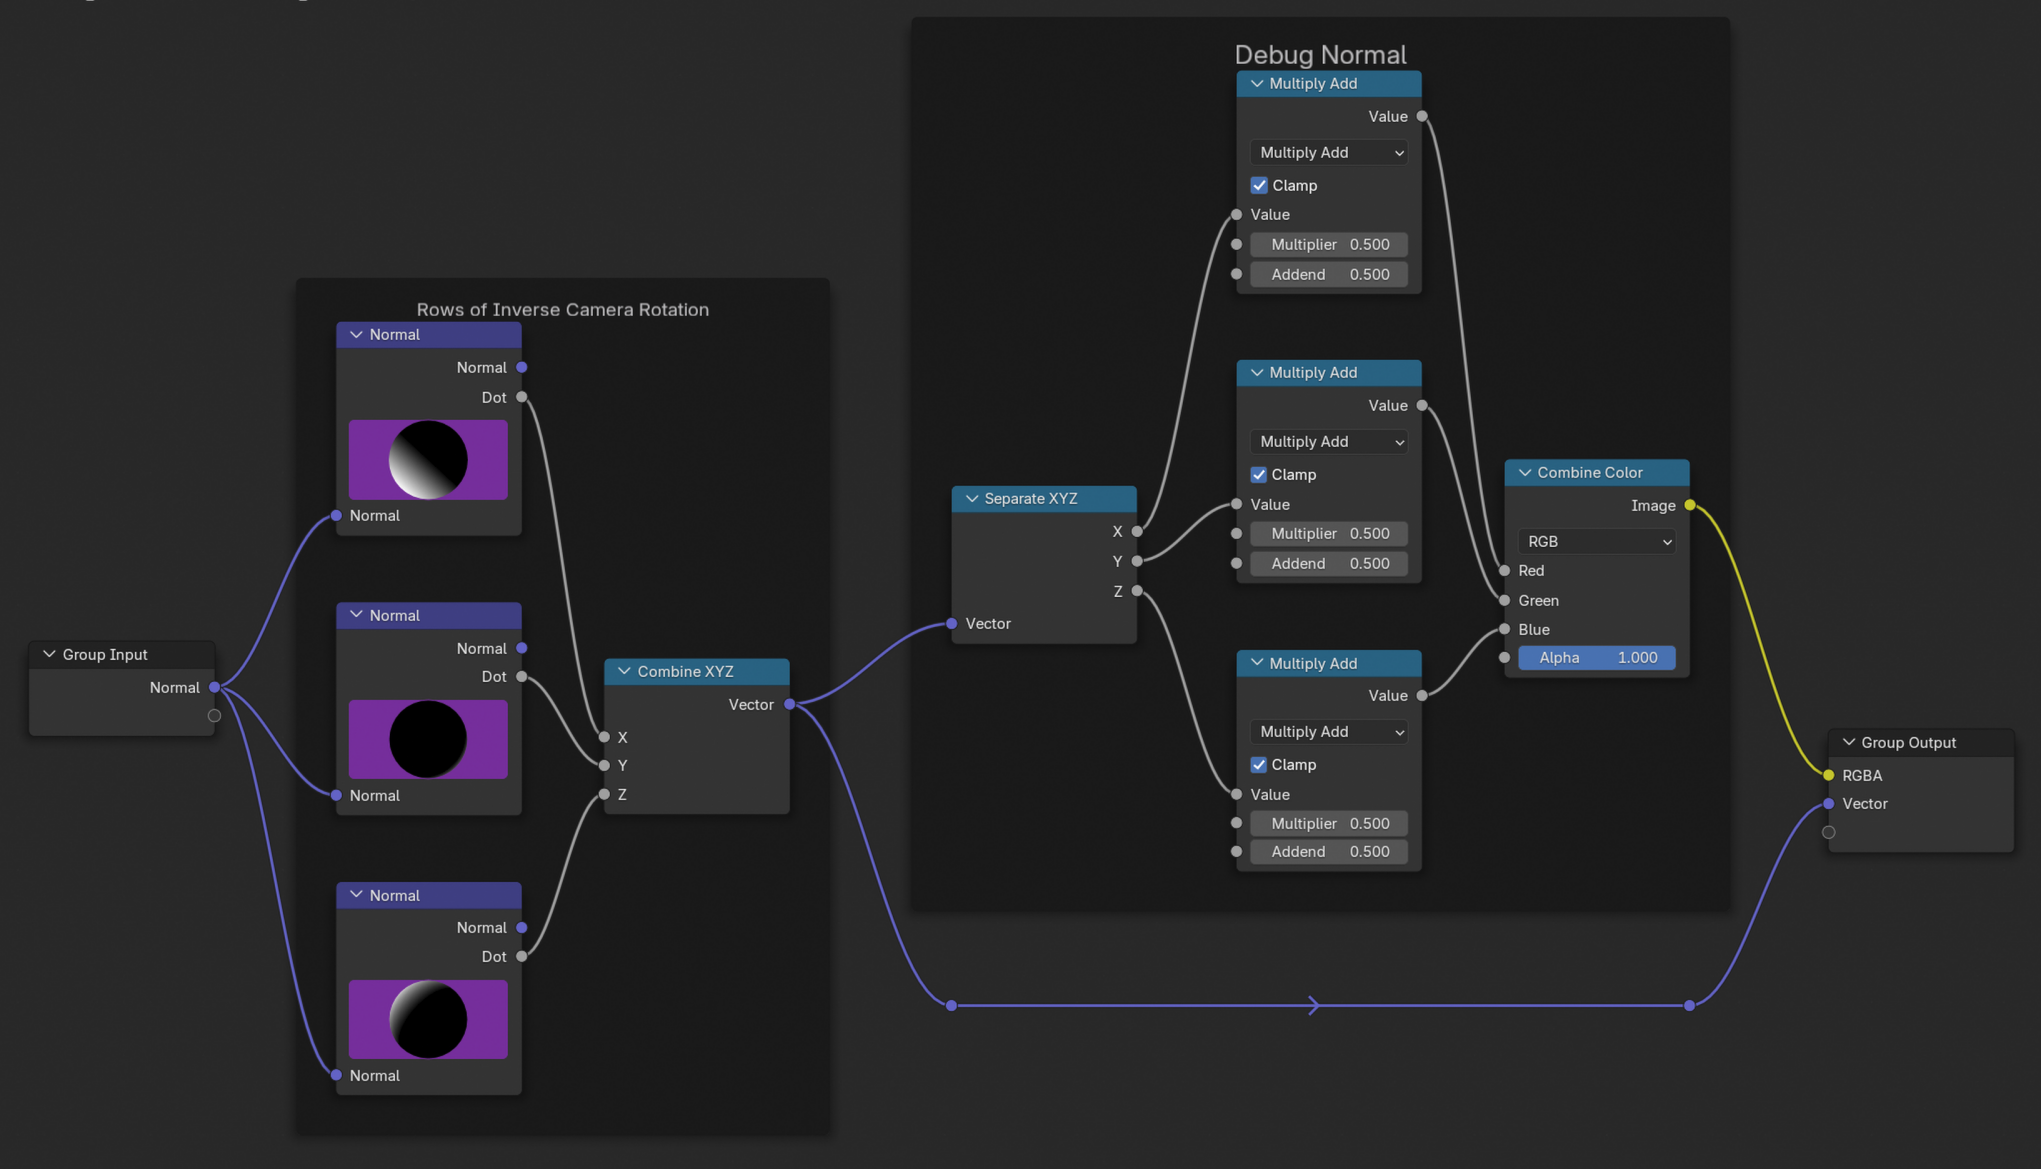 Debug Normal
Multiply Add
Value
Multiply Add
Clamp
Value
Multiplier 0.500
Addend 0.500
Rows of Inverse Camera Rotation
Normal
Normal
Dot
Normal
Normal
Normal
Dot
Normal
Normal
Normal
Dot
Normal
Group Input
Normal
Combine XYZ
Vector
X
Y
Z
Separate XYZ
X
Y
Z
Vector
Multiply Add
Value
Multiply Add
Clamp
Value
Multiplier 0.500
Addend 0.500
Multiply Add
Value
Multiply Add
Clamp
Value
Multiplier 0.500
Addend 0.500
Combine Color
Image
RGB
Red
Green
Blue
Alpha 1.000
Group Output
RGBA
Vector